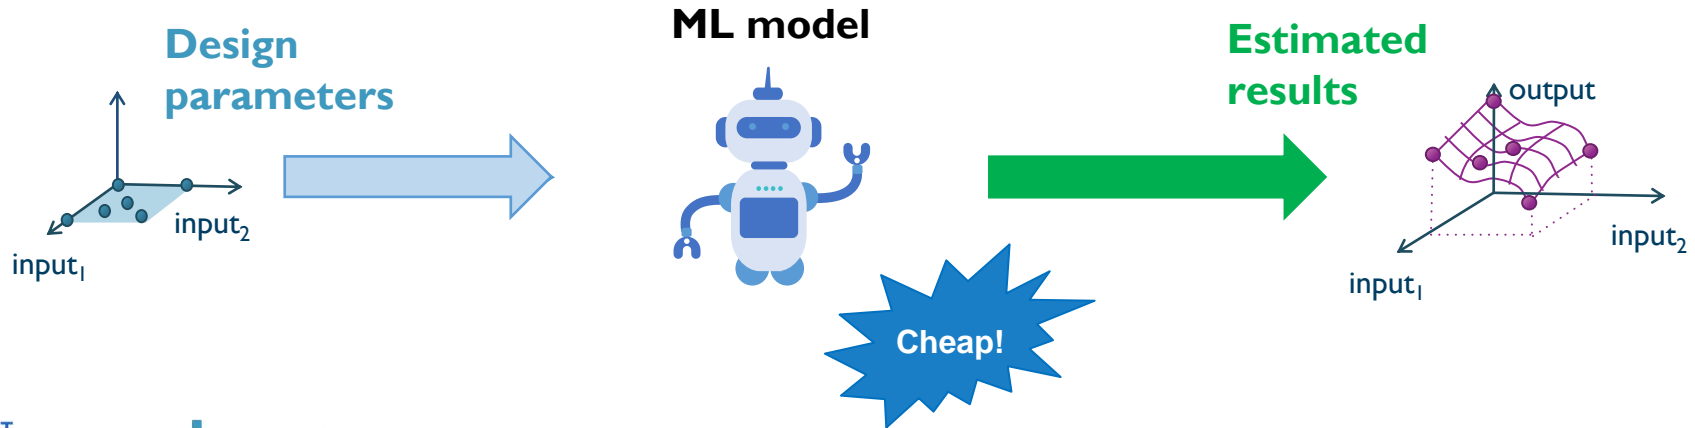 ML model
Design
parameters
Estimated
results
output
input₂
input₁
input₂
input₁
Cheap!